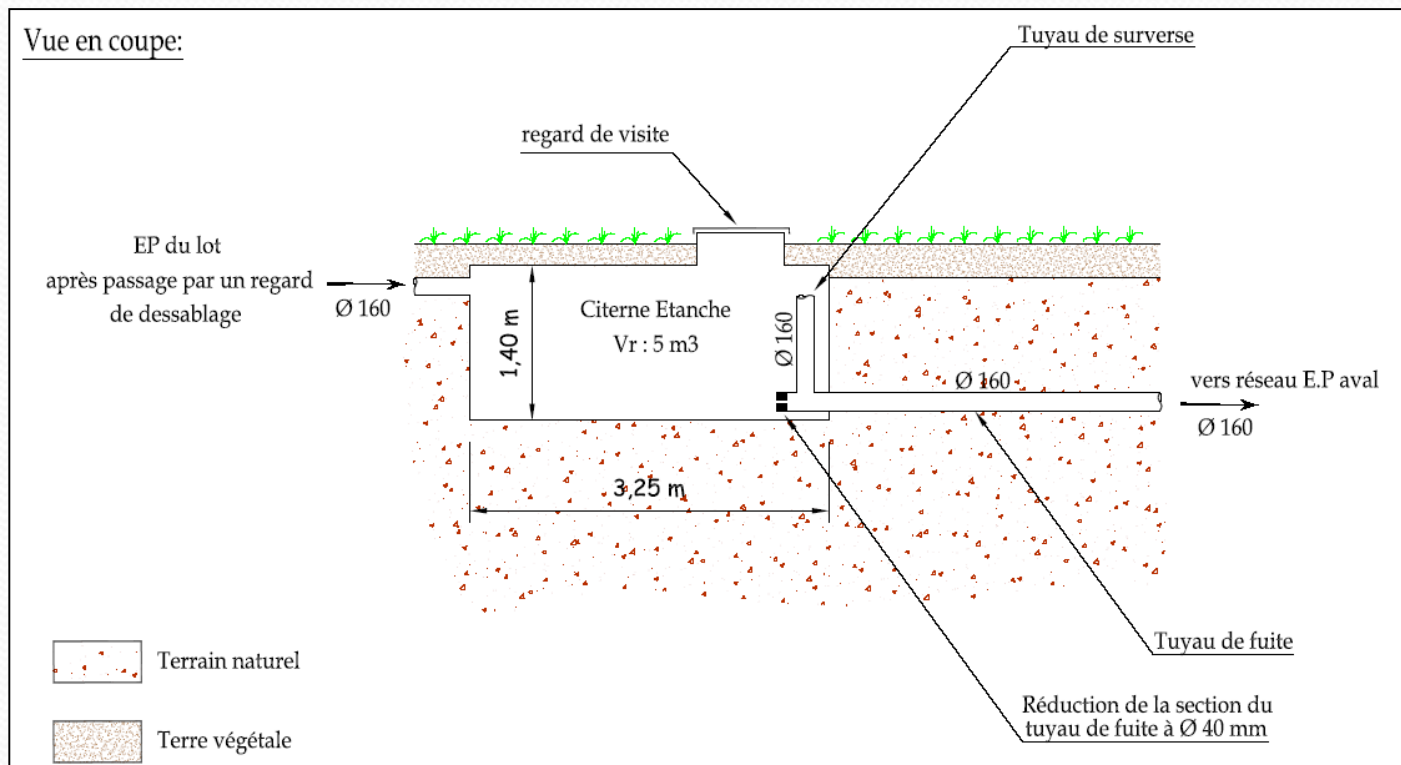 Vue en coupe:
Tuyau de surverse
regard de visite
EP du lot
après passage par un regard
de dessablage
Ø 160
1,40 m
Citerne Etanche
Vr : 5 m3
Ø 160
Ø 160
vers réseau E.P aval
Ø 160
3,25 m
Tuyau de fuite
Terrain naturel
Réduction de la section du
tuyau de fuite à Ø 40 mm
Terre végétale